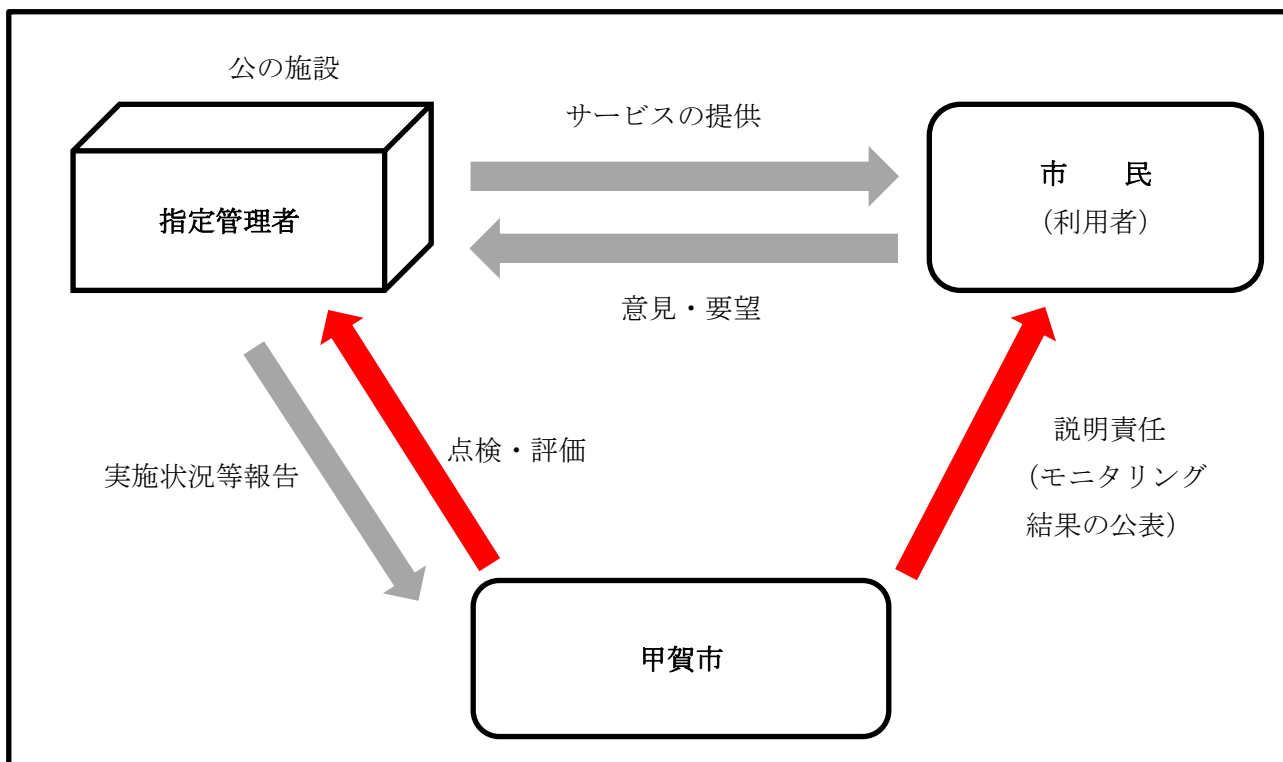 公の施設
サービスの提供
市　　民
（利用者）
指定管理者
意見・要望
点検・評価
実施状況等報告
説明責任
（モニタリング
結果の公表）
甲賀市